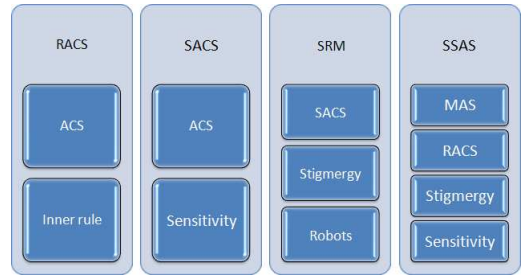 RACS
ACS
Inner rule
SACS
ACS
Sensitivity
SRM
SACS
Stigmergy
Robots
SSAS
MAS
RACS
Stigmergy
Sensitivity